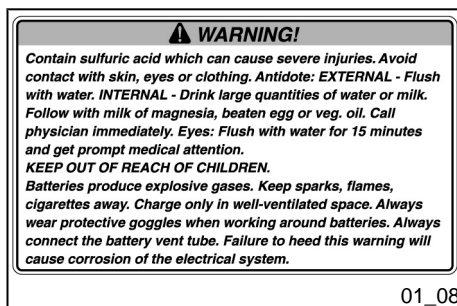 WARNING!
Contain sulfuric acid which can cause severe injuries. Avoid
contact with skin, eyes or clothing. Antidote: EXTERNAL - Flush
with water. INTERNAL - Drink large quantities of water or milk.
Follow with milk of magnesia, beaten egg or veg. oil. Call
physician immediately. Eyes: Flush with water for 15 minutes
and get prompt medical attention.
KEEP OUT OF REACH OF CHILDREN.
Batteries produce explosive gases. Keep sparks, flames,
cigarettes away. Charge only in well-ventilated space. Always
wear protective goggles when working around batteries. Always
connect the battery vent tube. Failure to heed this warning will
cause corrosion of the electrical system.
01_08